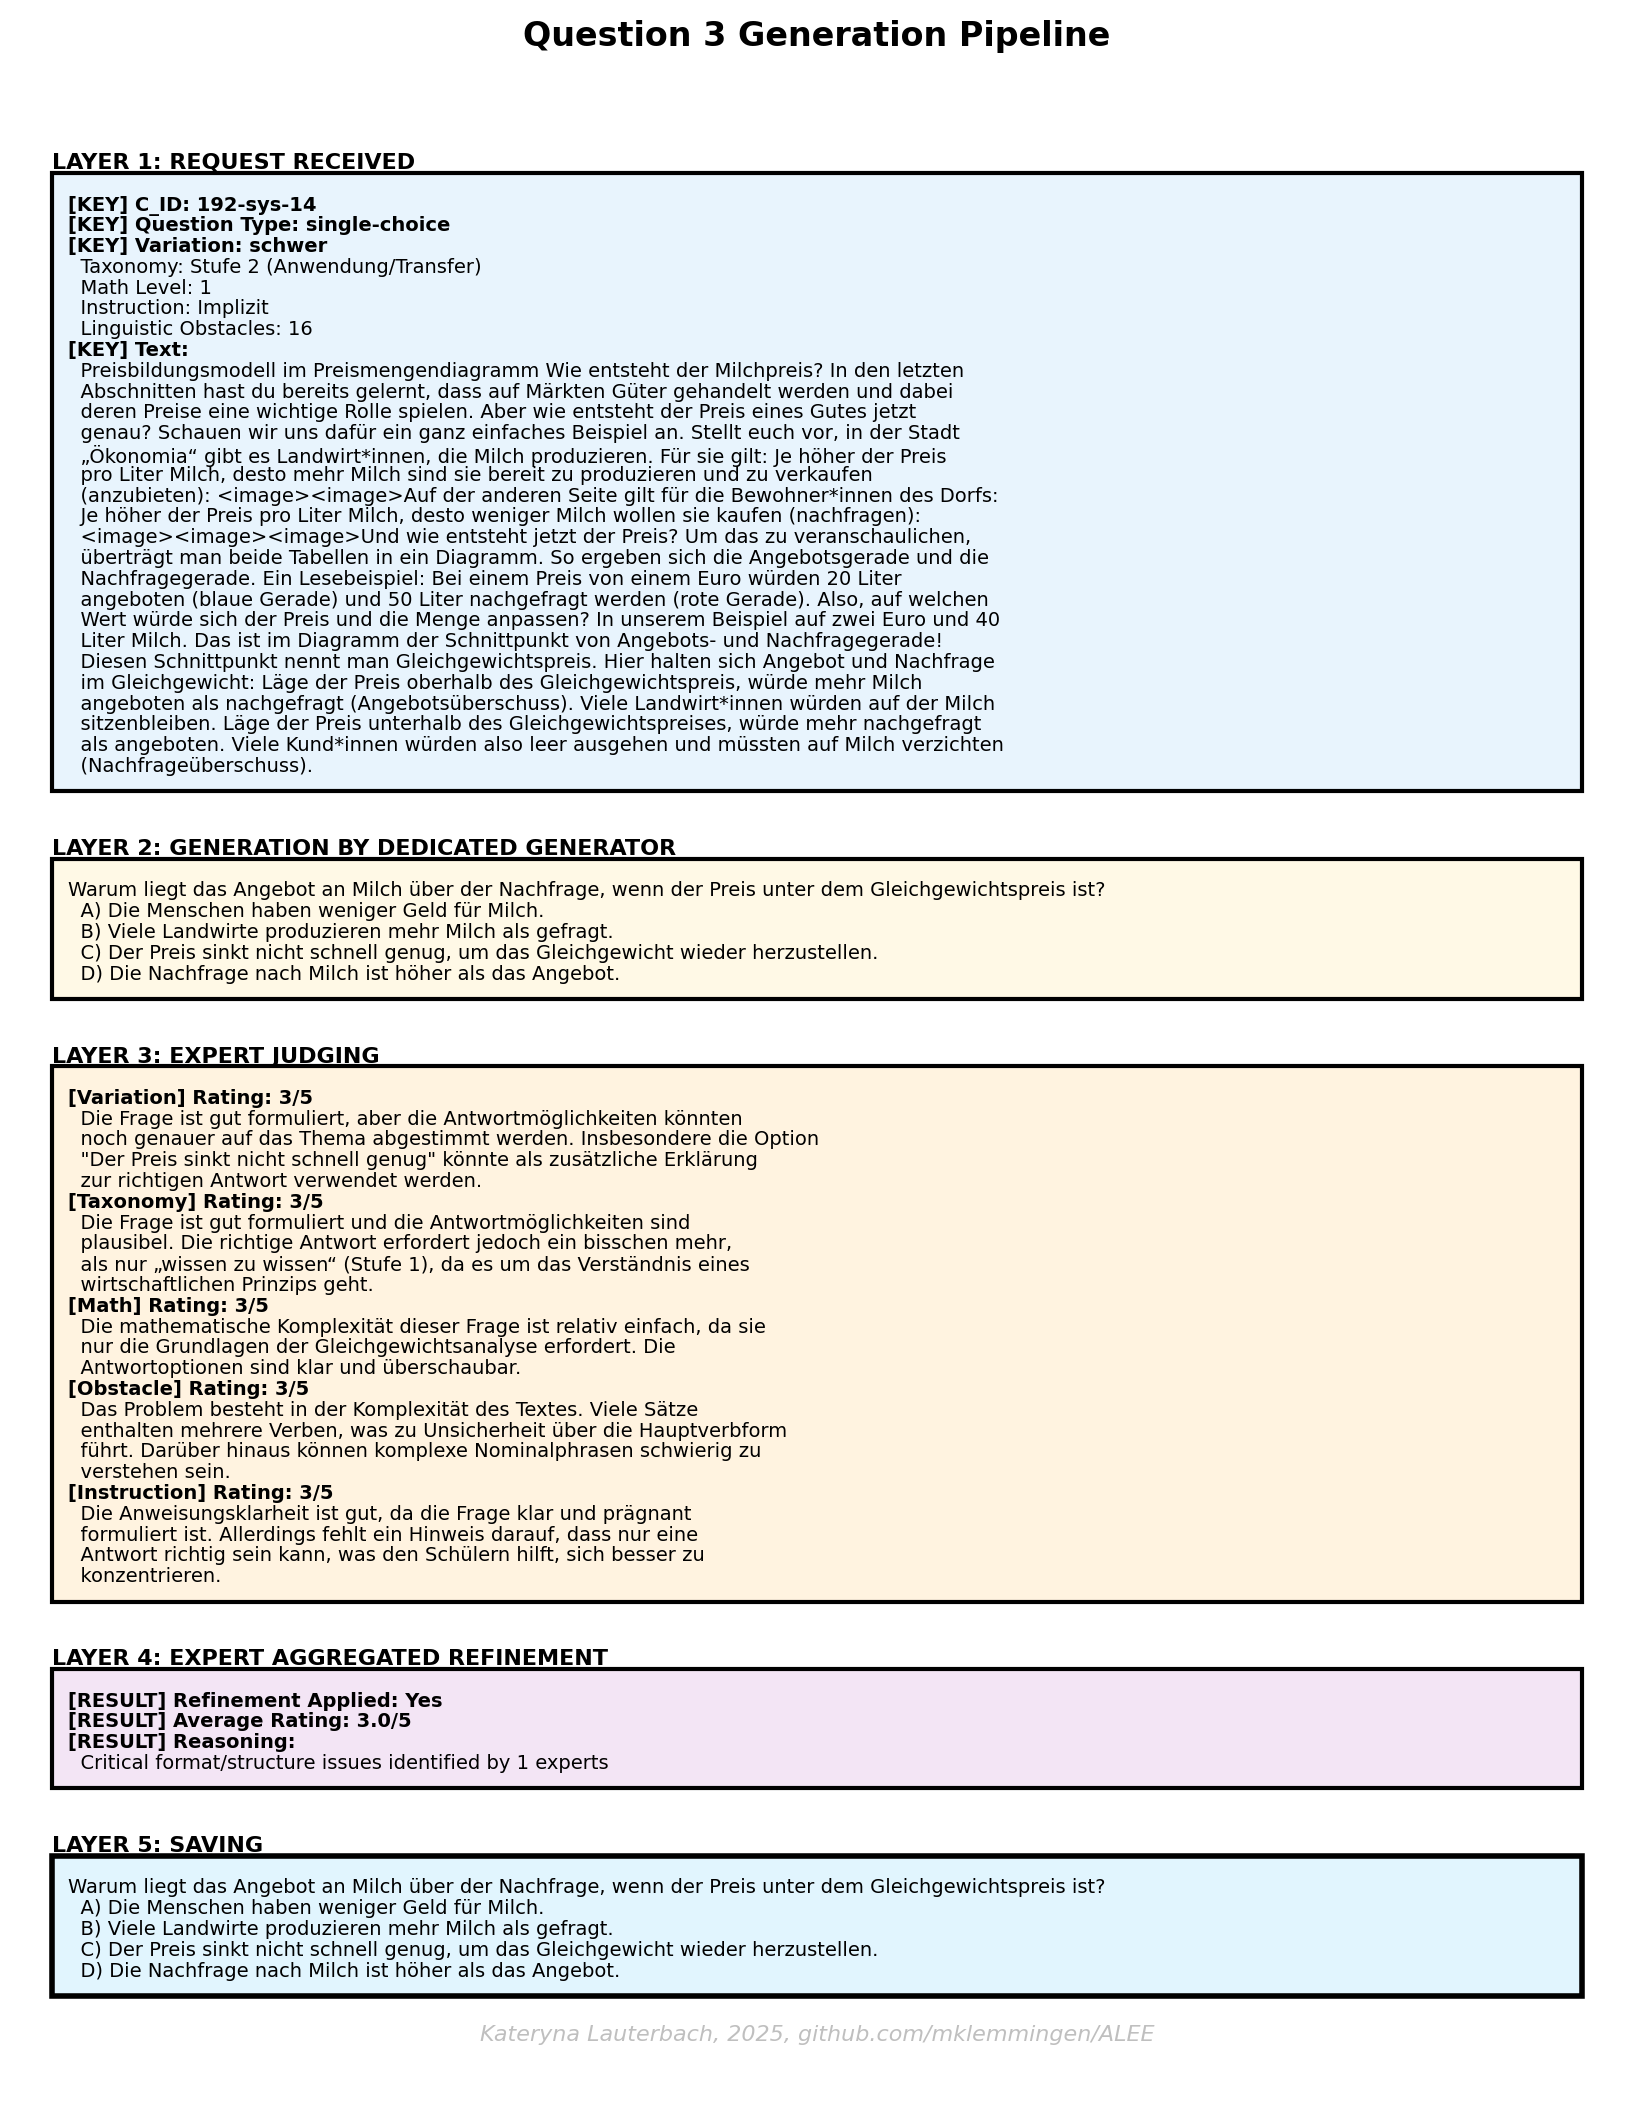 Question 3 Generation Pipeline
LAYER 1: REQUEST RECEIVED
[KEY] C_ID: 192-sys-14
[KEY] Question Type: single-choice
[KEY] Variation: schwer
Taxonomy: Stufe 2 (Anwendung/Transfer)
Math Level: 1
Instruction: Implizit
Linguistic Obstacles: 16
[KEY] Text:
Preisbildungsmodell im Preismengendiagramm Wie entsteht der Milchpreis? In den letzten
Abschnitten hast du bereits gelernt, dass auf Märkten Güter gehandelt werden und dabei
deren Preise eine wichtige Rolle spielen. Aber wie entsteht der Preis eines Gutes jetzt
genau? Schauen wir uns dafür ein ganz einfaches Beispiel an. Stellt euch vor, in der Stadt
„Ökonomia“ gibt es Landwirt*innen, die Milch produzieren. Für sie gilt: Je höher der Preis
pro Liter Milch, desto mehr Milch sind sie bereit zu produzieren und zu verkaufen
(anzubieten): <image><image>Auf der anderen Seite gilt für die Bewohner*innen des Dorfs:
Je höher der Preis pro Liter Milch, desto weniger Milch wollen sie kaufen (nachfragen):
<image><image><image>Und wie entsteht jetzt der Preis? Um das zu veranschaulichen,
überträgt man beide Tabellen in ein Diagramm. So ergeben sich die Angebotsgerade und die
Nachfragegerade. Ein Lesebeispiel: Bei einem Preis von einem Euro würden 20 Liter
angeboten (blaue Gerade) und 50 Liter nachgefragt werden (rote Gerade). Also, auf welchen
Wert würde sich der Preis und die Menge anpassen? In unserem Beispiel auf zwei Euro und 40
Liter Milch. Das ist im Diagramm der Schnittpunkt von Angebots- und Nachfragegerade!
Diesen Schnittpunkt nennt man Gleichgewichtspreis. Hier halten sich Angebot und Nachfrage
im Gleichgewicht: Läge der Preis oberhalb des Gleichgewichtspreis, würde mehr Milch
angeboten als nachgefragt (Angebotsüberschuss). Viele Landwirt*innen würden auf der Milch
sitzenbleiben. Läge der Preis unterhalb des Gleichgewichtspreises, würde mehr nachgefragt
als angeboten. Viele Kund*innen würden also leer ausgehen und müssten auf Milch verzichten
(Nachfrageüberschuss).
LAYER 2: GENERATION BY DEDICATED GENERATOR
Warum liegt das Angebot an Milch über der Nachfrage, wenn der Preis unter dem Gleichgewichtspreis ist?
A) Die Menschen haben weniger Geld für Milch.
B) Viele Landwirte produzieren mehr Milch als gefragt.
C) Der Preis sinkt nicht schnell genug, um das Gleichgewicht wieder herzustellen.
D) Die Nachfrage nach Milch ist höher als das Angebot.
LAYER 3: EXPERT JUDGING
[Variation] Rating: 3/5
Die Frage ist gut formuliert, aber die Antwortmöglichkeiten könnten
noch genauer auf das Thema abgestimmt werden. Insbesondere die Option
"Der Preis sinkt nicht schnell genug" könnte als zusätzliche Erklärung
zur richtigen Antwort verwendet werden.
[Taxonomy] Rating: 3/5
Die Frage ist gut formuliert und die Antwortmöglichkeiten sind
plausibel. Die richtige Antwort erfordert jedoch ein bisschen mehr,
als nur „wissen zu wissen“ (Stufe 1), da es um das Verständnis eines
wirtschaftlichen Prinzips geht.
[Math] Rating: 3/5
Die mathematische Komplexität dieser Frage ist relativ einfach, da sie
nur die Grundlagen der Gleichgewichtsanalyse erfordert. Die
Antwortoptionen sind klar und überschaubar.
[Obstacle] Rating: 3/5
Das Problem besteht in der Komplexität des Textes. Viele Sätze
enthalten mehrere Verben, was zu Unsicherheit über die Hauptverbform
führt. Darüber hinaus können komplexe Nominalphrasen schwierig zu
verstehen sein.
[Instruction] Rating: 3/5
Die Anweisungsklarheit ist gut, da die Frage klar und prägnant
formuliert ist. Allerdings fehlt ein Hinweis darauf, dass nur eine
Antwort richtig sein kann, was den Schülern hilft, sich besser zu
konzentrieren.
LAYER 4: EXPERT AGGREGATED REFINEMENT
[RESULT] Refinement Applied: Yes
[RESULT] Average Rating: 3.0/5
[RESULT] Reasoning:
Critical format/structure issues identified by 1 experts
LAYER 5: SAVING
Warum liegt das Angebot an Milch über der Nachfrage, wenn der Preis unter dem Gleichgewichtspreis ist?
A) Die Menschen haben weniger Geld für Milch.
B) Viele Landwirte produzieren mehr Milch als gefragt.
C) Der Preis sinkt nicht schnell genug, um das Gleichgewicht wieder herzustellen.
D) Die Nachfrage nach Milch ist höher als das Angebot.
Kateryna Lauterbach, 2025, github.com/mklemmingen/ALEE